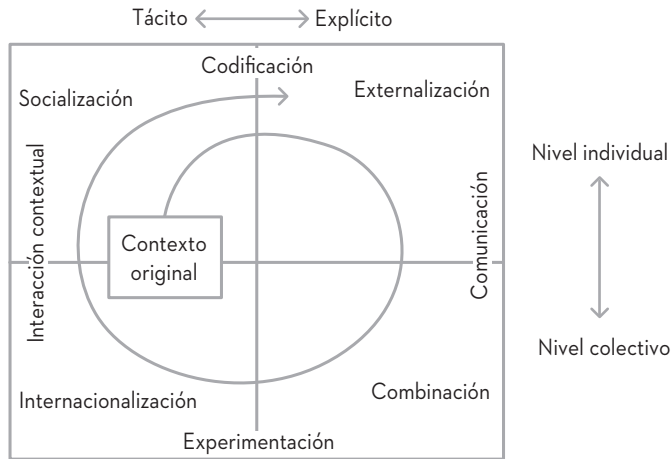 Tácito Explícito
Codificación
Socialización
Externalización
Nivel individual
Interacción contextual
Comunicación
Contexto
original
Nivel colectivo
Internacionalización
Combinación
Experimentación